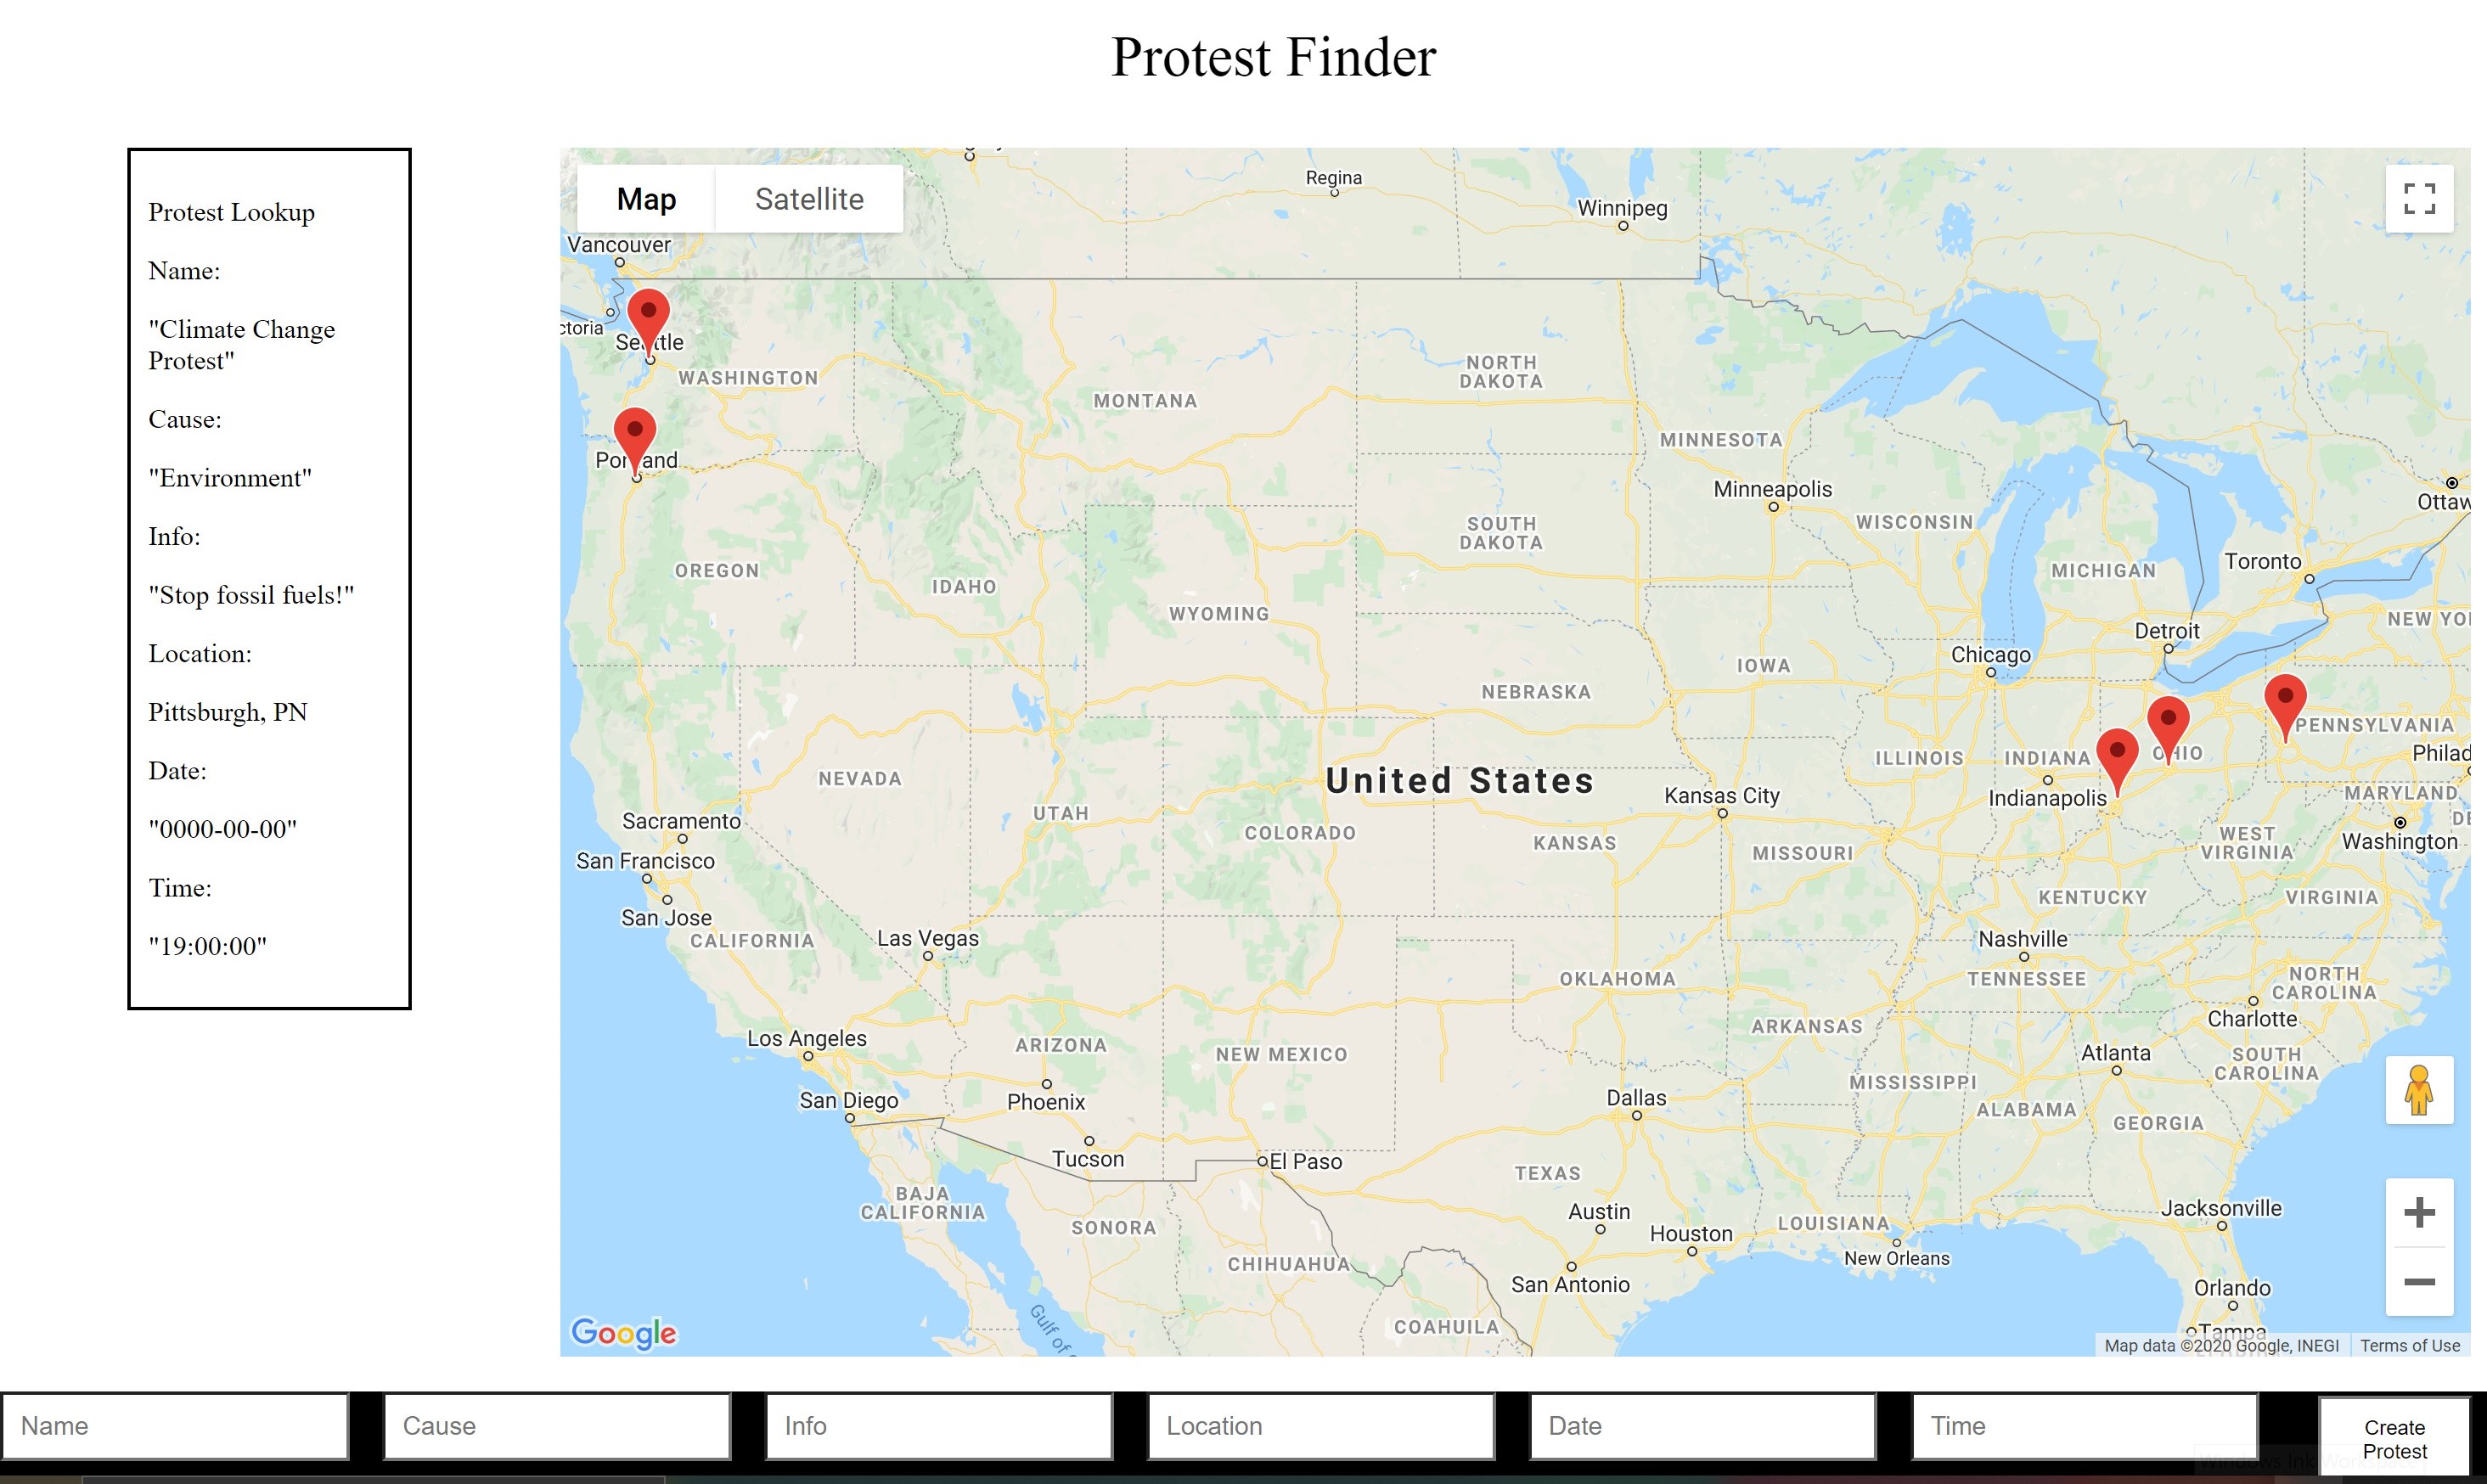 Protest Finder
Protest Lookup
Name:
"Climate Change
Protest"
Cause:
"Environment"
Info:
"Stop fossil fuels!"
Location:
Pittsburgh, PN
Date:
"0000-00-00"
Time:
"19:00:00"
Map
Satellite
Regina
Winnipeg
Vancouver
ctoria
Seattle
WASHINGTON
Portland
MONTANA
NORTH
DAKOTA
MINNESOTA
Minneapolis
SOUTH
DAKOTA
WISCONSIN
Ottaw
OREGON
IDAHO
WYOMING
MICHIGAN
Toronto
NEW YO
Detroit
Chicago
IOWA
NEBRASKA
PENNSYLVANIA
OHIO
Philad
ILLINOIS
INDIANA
Indianapolis
NEVADA
UTAH
United States
COLORADO
Kansas City
KANSAS
MISSOURI
MARYLAND
DE
Washington
WEST
VIRGINIA
VIRGINIA
KENTUCKY
Sacramento
San Francisco
San Jose
CALIFORNIA
Las Vegas
Nashville
TENNESSEE
NORTH
CAROLINA
Charlotte
OKLAHOMA
ARKANSAS
Los Angeles
ARIZONA
NEW MEXICO
Atlanta
SOUTH
CAROLINA
MISSISSIPPI
ALABAMA
GEORGIA
San Diego
Phoenix
Dallas
Tucson
El Paso
TEXAS
BAJA
CALIFORNIA
SONORA
Austin
Houston
LOUISIANA
New Orleans
Jacksonville
CHIHUAHUA
San Antonio
Orlando
COAHUILA
Tampa
Gulf of
Google
Map data ©2020 Google, INEGI
Terms of Use
Name
Cause
Info
Location
Date
Time
Create
Protest